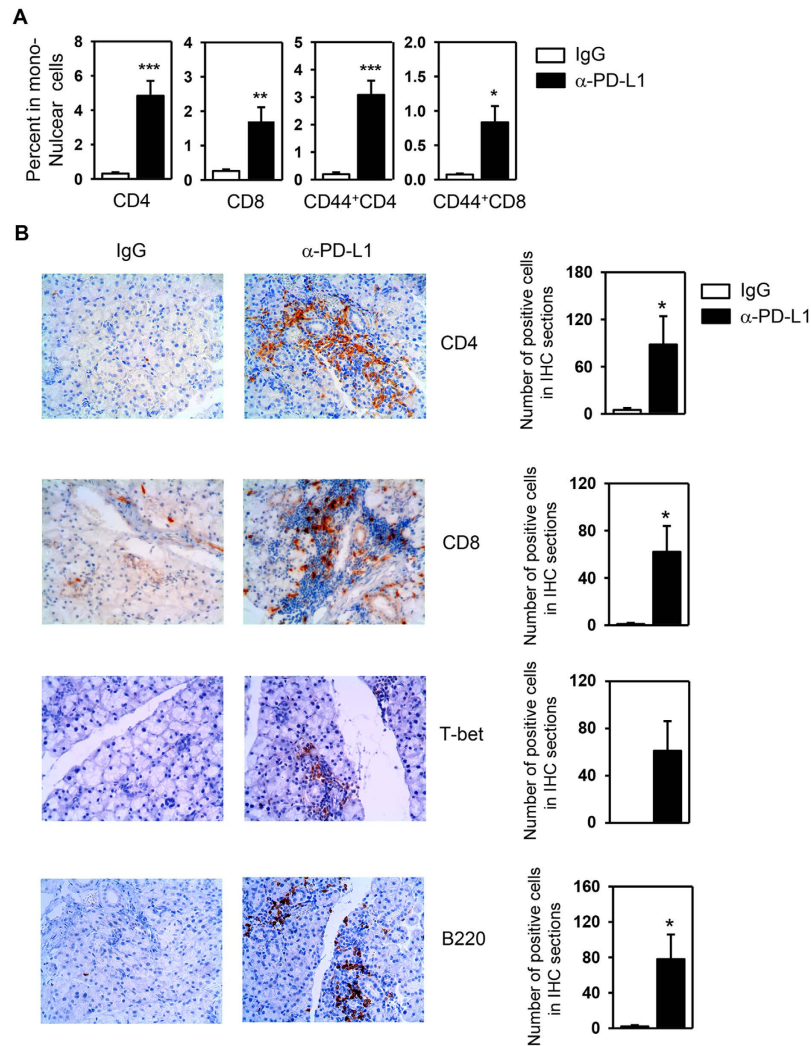 A
Percent in mono-
Nulcear cells
8
6
4
2
0
***
CD4
4
3
2
1
0
**
CD8
5
4
3
2
1
0
***
CD44+CD4
2.0
1.5
1.0
0.5
0.0
*
CD44+CD8
IgG
α-PD-L1
B
IgG
α-PD-L1
CD4
Number of positive cells
in IHC sections
180
120
60
0
*
IgG
α-PD-L1
CD8
Number of positive cells
in IHC sections
120
80
40
0
*
T-bet
Number of positive cells
in IHC sections
120
80
40
0
B220
Number of positive cells
in IHC sections
160
120
80
40
0
*